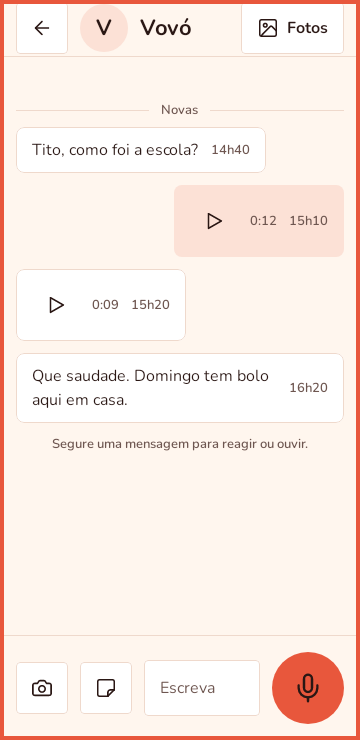 V Vovó Fotos
Novas
Tito, como foi a escola? 14h40
0:12 15h10
0:09 15h20
Que saudade. Domingo tem bolo
aqui em casa. 16h20
Segure uma mensagem para reagir ou ouvir.
Escreva